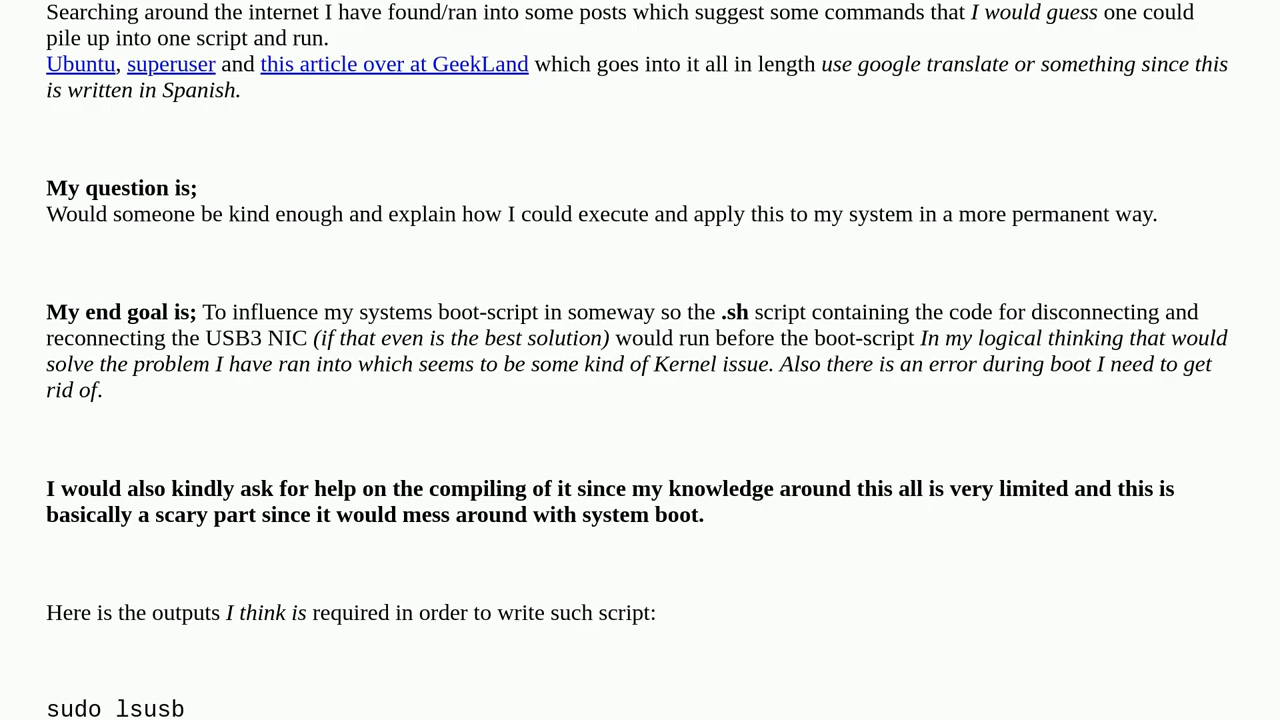 Searching around the internet I have found/ran into some posts which suggest some commands that I would guess one could
pile up into one script and run.
Ubuntu, superuser and this article over at GeekLand which goes into it all in length use google translate or something since this
is written in Spanish.
My question is;
Would someone be kind enough and explain how I could execute and apply this to my system in a more permanent way.
My end goal is; To influence my systems boot-script in someway so the .sh script containing the code for disconnecting and
reconnecting the USB3 NIC (if that even is the best solution) would run before the boot-script In my logical thinking that would
solve the problem I have ran into which seems to be some kind of Kernel issue. Also there is an error during boot I need to get
rid of.
I would also kindly ask for help on the compiling of it since my knowledge around this all is very limited and this is
basically a scary part since it would mess around with system boot.
Here is the outputs I think is required in order to write such script:
sudo lsusb